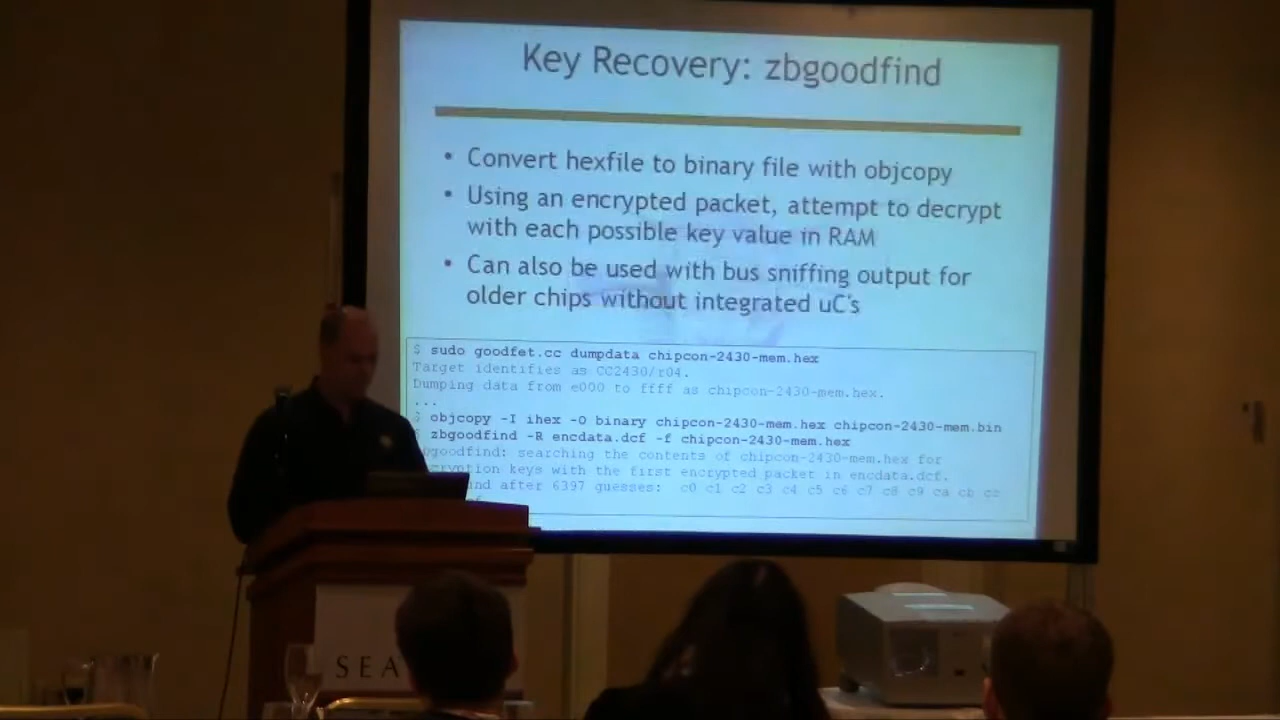 Key Recovery: zbgoodfind
• Convert hexfile to binary file with objcopy
• Using an encrypted packet, attempt to decrypt
with each possible key value in RAM
• Can also be used with bus sniffing output for
older chips without integrated uC's
$ sudo goodfet.cc dumpdata chipcon-2430-mem.hex
Target identifies as CC2430/r04.
Dumping data from e000 to ffff as chipcon-2430-mem.hex.
...
$ objcopy -I ihex -O binary chipcon-2430-mem.hex chipcon-2430-mem.bin
$ zbgoodfind -R encdata.dcf -f chipcon-2430-mem.hex
bgoodfind: searching the contents of chipcon-2430-mem.hex for
cryption keys with the first encrypted packet in encdata.dcf.
und after 6397 guesses: c0 c1 c2 c3 c4 c5 c6 c7 c8 c9 ca cb cc
SEA